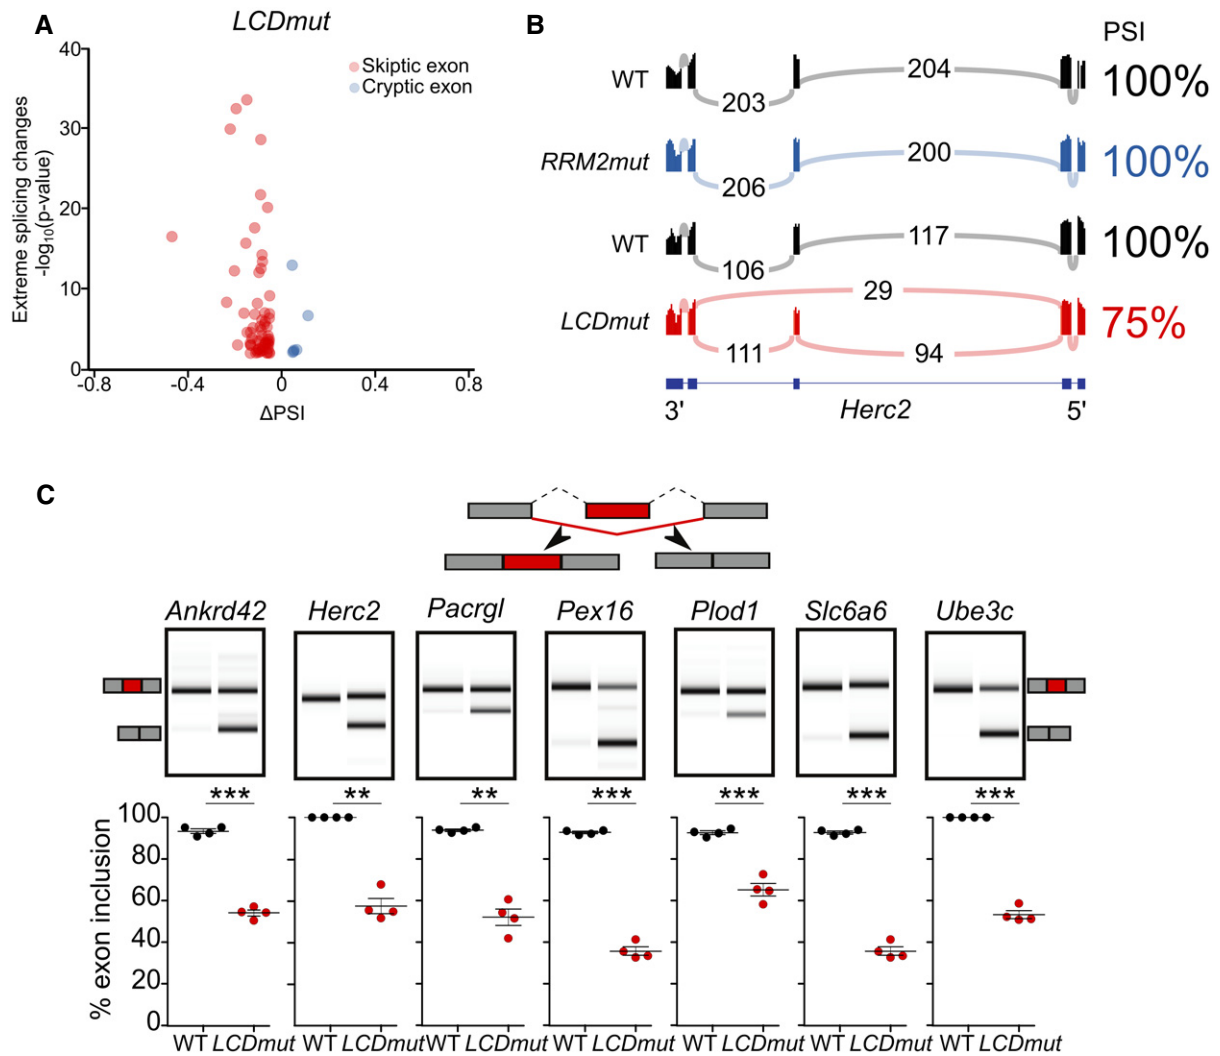 A
LCDmut
Extreme splicing changes
-log10(p-value)
40
30
20
10
0
-0.8 -0.4 0 0.4 0.8
ΔPSI
Skiptic exon
Cryptic exon
B
PSI
WT 203 204 100%
RRM2mut 206 200 100%
WT 106 117 100%
LCDmut 29 111 94 75%
3' Herc2 5'
C
Ankrd42 Herc2 Pacrgl Pex16 Plod1 Slc6a6 Ube3c
*** ** ** *** *** *** ***
% exon inclusion
100
80
60
40
20
0
WT LCDmut WT LCDmut WT LCDmut WT LCDmut WT LCDmut WT LCDmut WT LCDmut